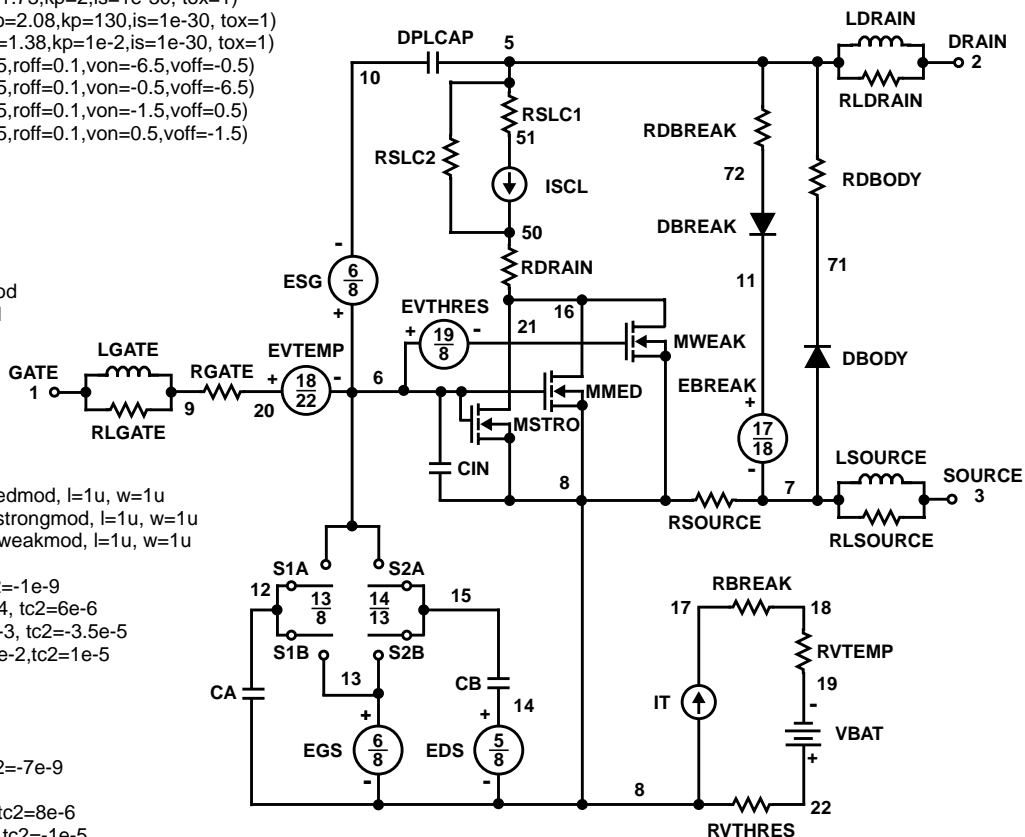 1.75,kp=2,is=1e-30, tox=1)
p=2.08,kp=130,is=1e-30, tox=1)
=1.38,kp=1e-2,is=1e-30, tox=1)
5,roff=0.1,von=-6.5,voff=-0.5)
5,roff=0.1,von=-0.5,voff=-6.5)
5,roff=0.1,von=-1.5,voff=0.5)
5,roff=0.1,von=0.5,voff=-1.5)
LDRAIN
DPLCAP 5 DRAIN
10 2
RLDRAIN
RSLC1
51
RDBREAK
RSLC2
72
RDBODY
ISCL
DBREAK
50
-
71
RDRAIN
6
8
ESG
11
+
EVTHRES
16
+ 19 -
8
21
MWEAK
LGATE
EVTEMP
DBODY
GATE
RGATE
6
EBREAK
1
+ 18 -
22
MMED
+
9 20
MSTRO
17
18
RLGATE
LSOURCE
CIN
-
SOURCE
8 7 3
RSOURCE
RLSOURCE
edmod, l=1u, w=1u
strongmod, l=1u, w=1u
weakmod, l=1u, w=1u
2=-1e-9
4, tc2=6e-6
-3, tc2=-3.5e-5
e-2,tc2=1e-5
S1A S2A
RBREAK
12
13
8
14
13
15
17 18
S1B S2B
RVTEMP
13
CB
19
CA
IT
-
14
+ +
VBAT
EGS
6
8
EDS
5
8
+
- -
8
22
RVTHRES
2=-7e-9
tc2=8e-6
tc2=-1e-5